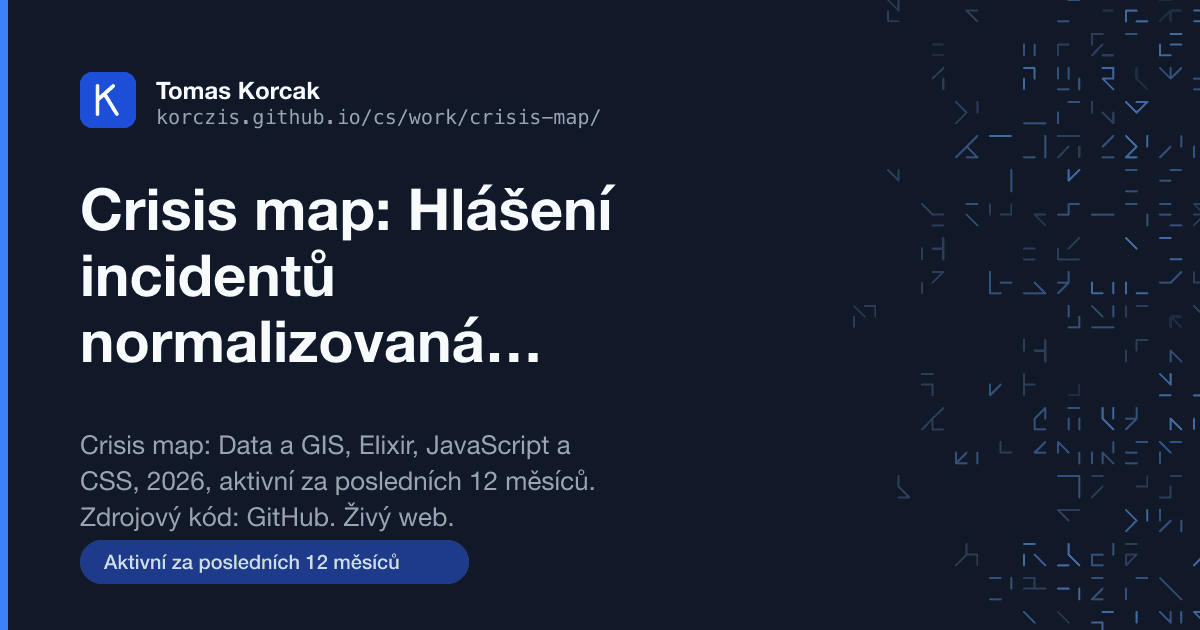 K
Tomas Korcak
korczis.github.io/cs/work/crisis-map/
Crisis map: Hlášení
incidentů
normalizovaná…
Crisis map: Data a GIS, Elixir, JavaScript a
CSS, 2026, aktivní za posledních 12 měsíců.
Zdrojový kód: GitHub. Živý web.
Aktivní za posledních 12 měsíců